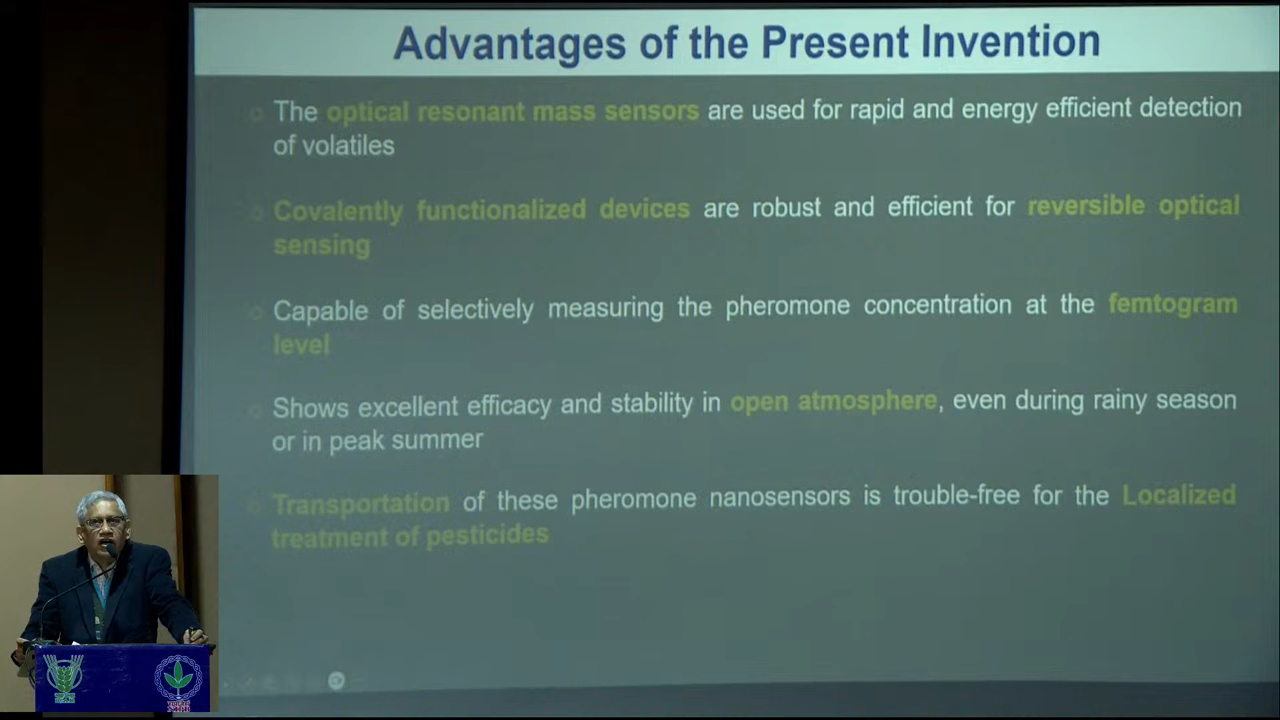 Advantages of the Present Invention
The optical resonant mass sensors are used for rapid and energy efficient detection
of volatiles
Covalently functionalized devices are robust and efficient for reversible optical
sensing
Capable of selectively measuring the pheromone concentration at the femtogram
level
Shows excellent efficacy and stability in open atmosphere, even during rainy season
or in peak summer
Transportation of these pheromone nanosensors is trouble-free for the Localized
treatment of pesticides